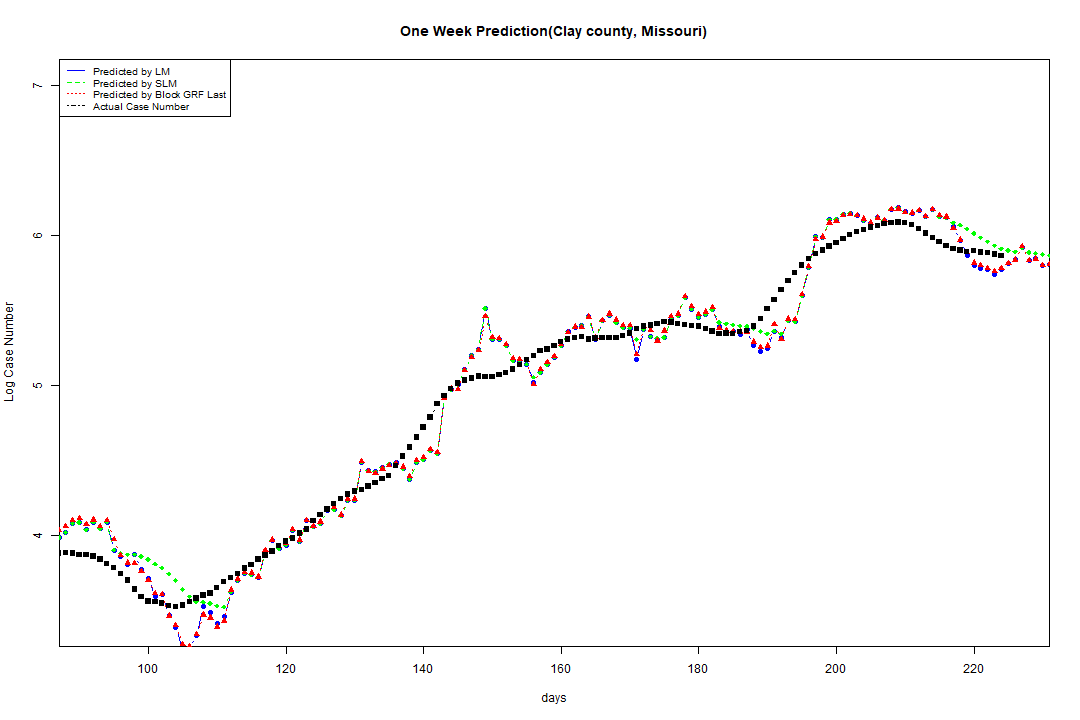 One Week Prediction(Clay county, Missouri)
Predicted by LM
Predicted by SLM
Predicted by Block GRF Last
Actual Case Number
7
6
5
4
Log Case Number
100 120 140 160 180 200 220
days